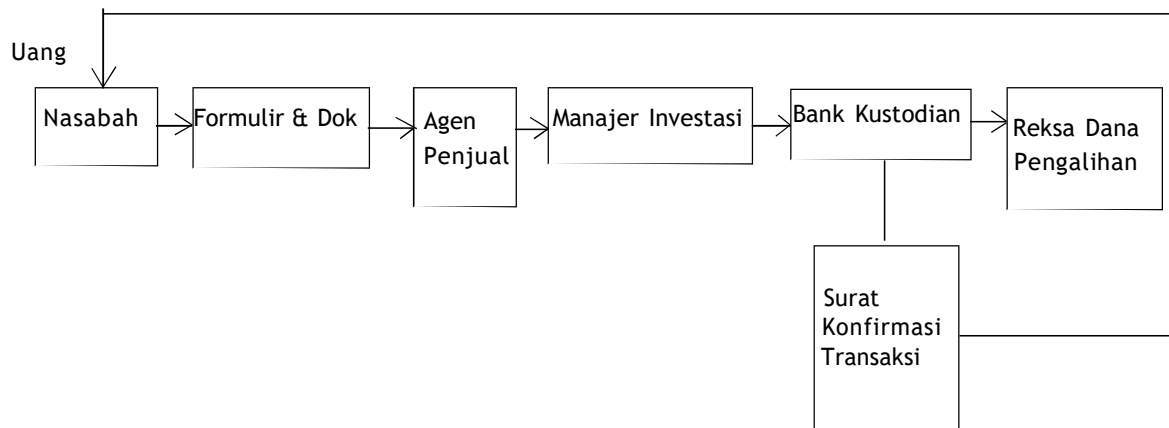 Uang
Nasabah
Formulir & Dok
Agen
Penjual
Manajer Investasi
Bank Kustodian
Reksa Dana
Pengalihan
Surat
Konfirmasi
Transaksi